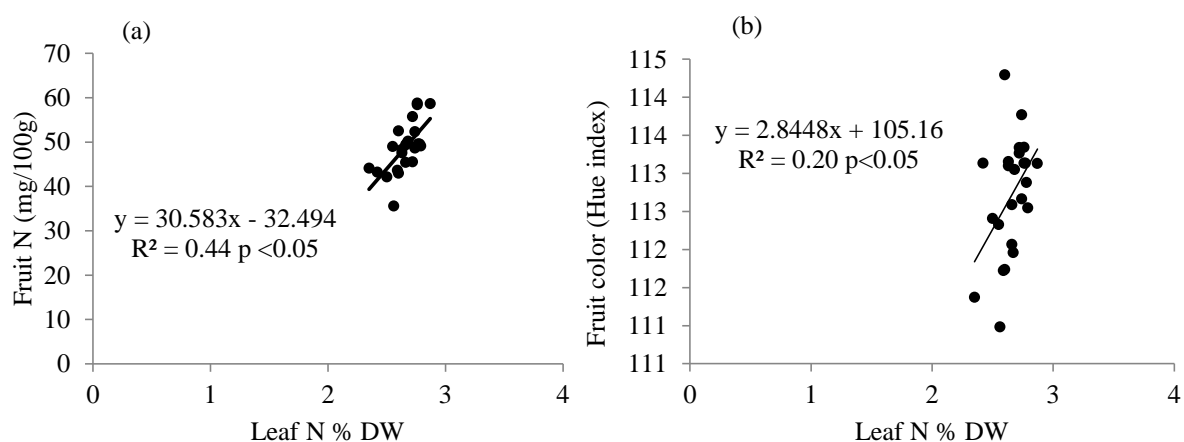 (a)
70
60
50
40
30
20
10
0
Fruit N (mg/100g)
y = 30.583x - 32.494
R² = 0.44 p <0.05
0 1 2 3 4
Leaf N % DW
(b)
115
114
114
113
113
112
112
111
111
Fruit color (Hue index)
y = 2.8448x + 105.16
R² = 0.20 p<0.05
0 1 2 3 4
Leaf N % DW